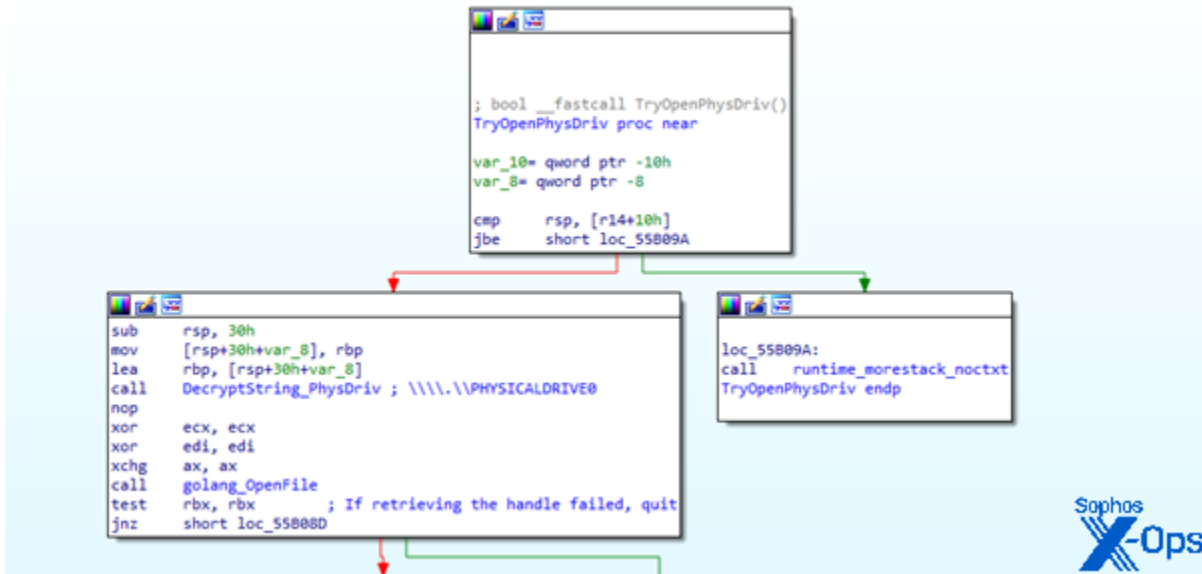 ; bool __fastcall TryOpenPhysDriv()
TryOpenPhysDriv proc near
var_10= qword ptr -10h
var_8= qword ptr -8
cmp rsp, [r14+10h]
jbe short loc_55B09A
sub rsp, 30h
mov [rsp+30h+var_8], rbp
lea rbp, [rsp+30h+var_8]
call DecryptString_PhysDriv ; \\\\.\\PHYSICALDRIVE0
nop
xor ecx, ecx
xor edi, edi
xchg ax, ax
call golang_OpenFile
test rbx, rbx ; If retrieving the handle failed, quit
jnz short loc_55B08D
loc_55B09A:
call runtime_morestack_noctxt
TryOpenPhysDriv endp
Sophos
X-Ops